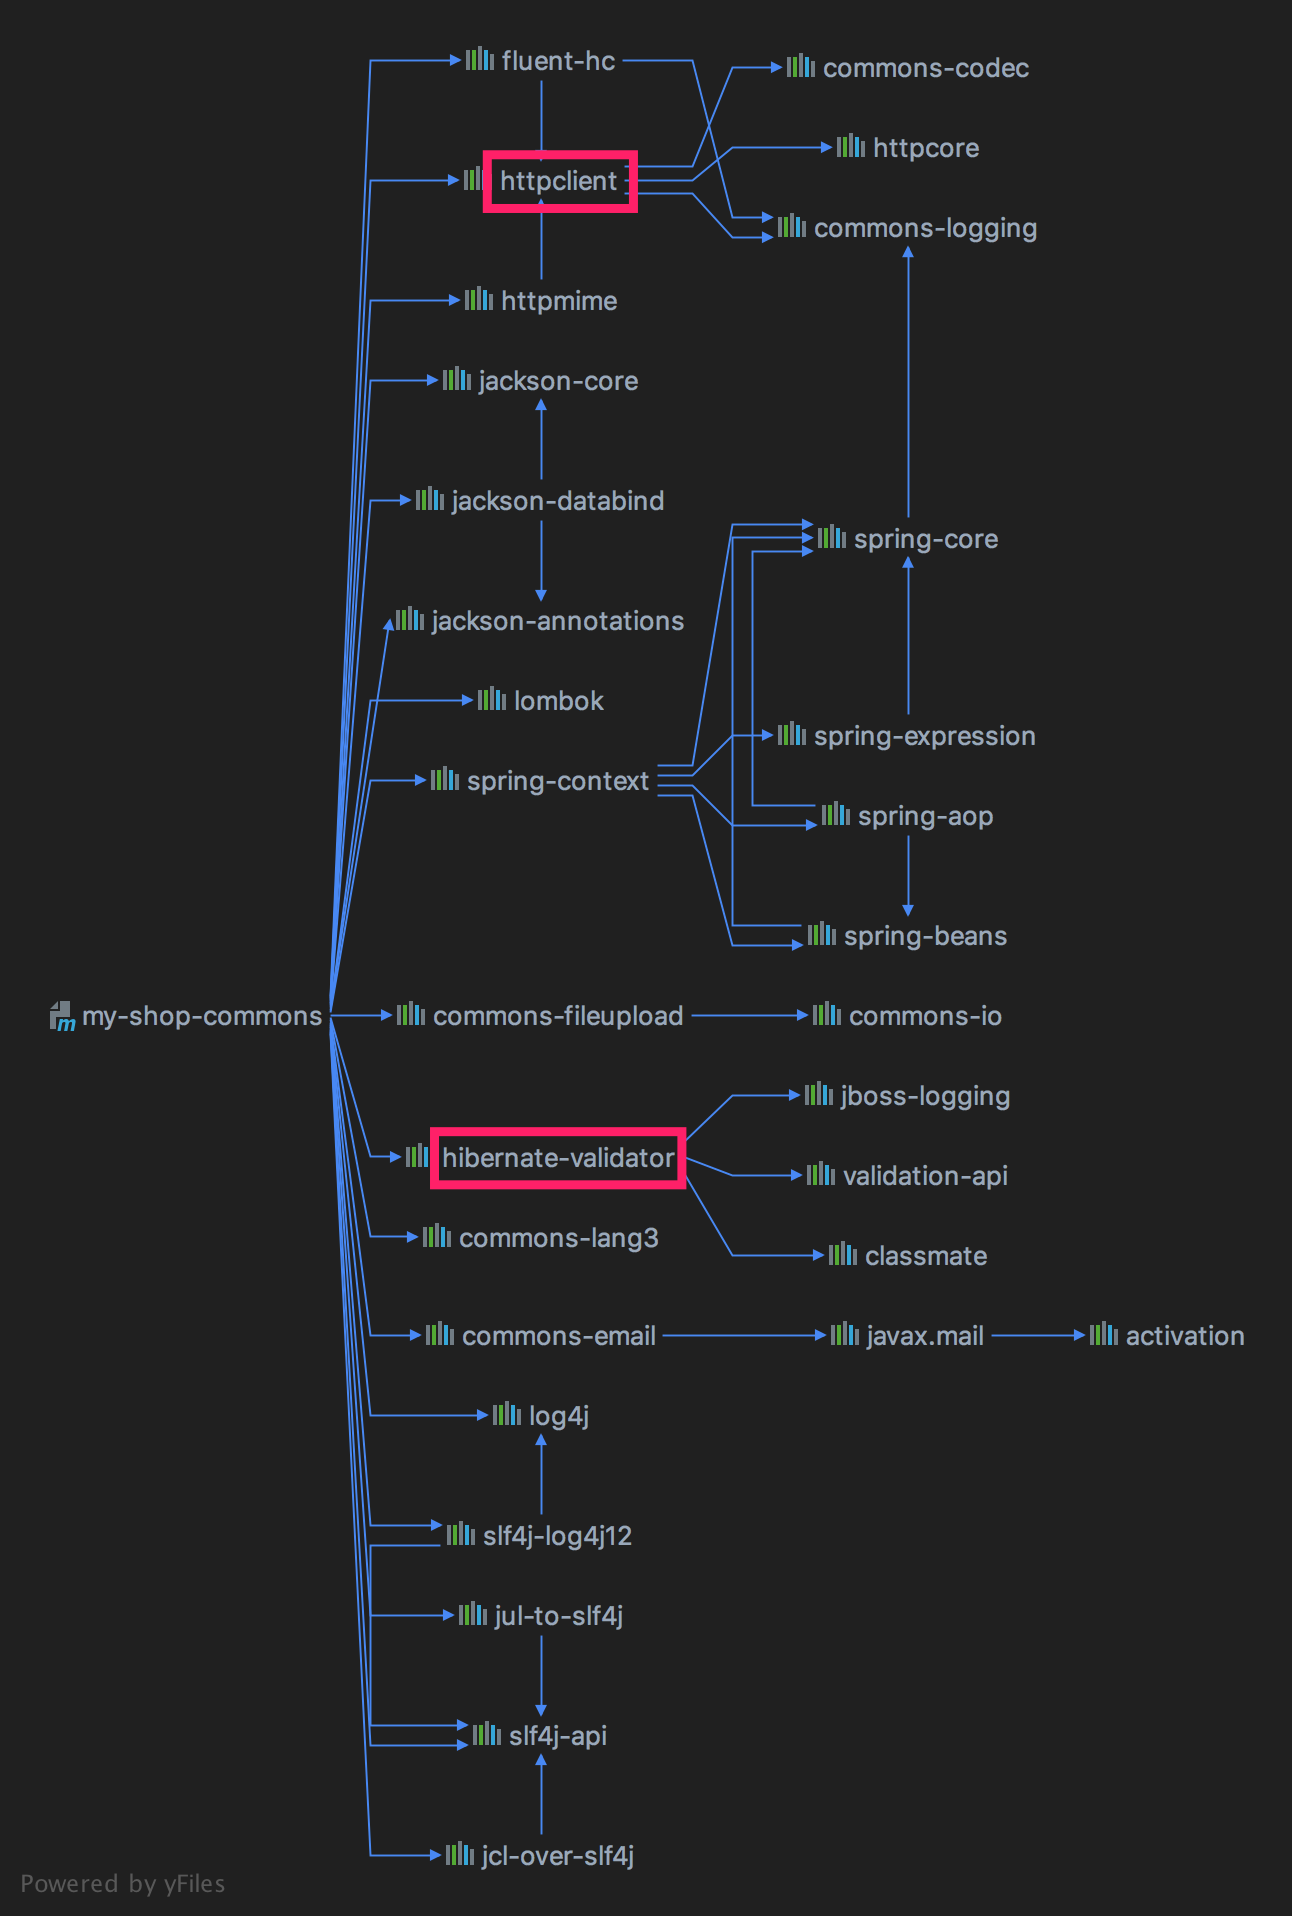 fluent-hc
commons-codec
httpcore
httpclient
commons-logging
httpmime
jackson-core
jackson-databind
spring-core
jackson-annotations
lombok
spring-expression
spring-context
spring-aop
spring-beans
my-shop-commons
commons-fileupload
commons-io
jboss-logging
hibernate-validator
validation-api
commons-lang3
classmate
commons-email
javax.mail
activation
log4j
slf4j-log4j12
jul-to-slf4j
slf4j-api
jcl-over-slf4j
Powered by yFiles